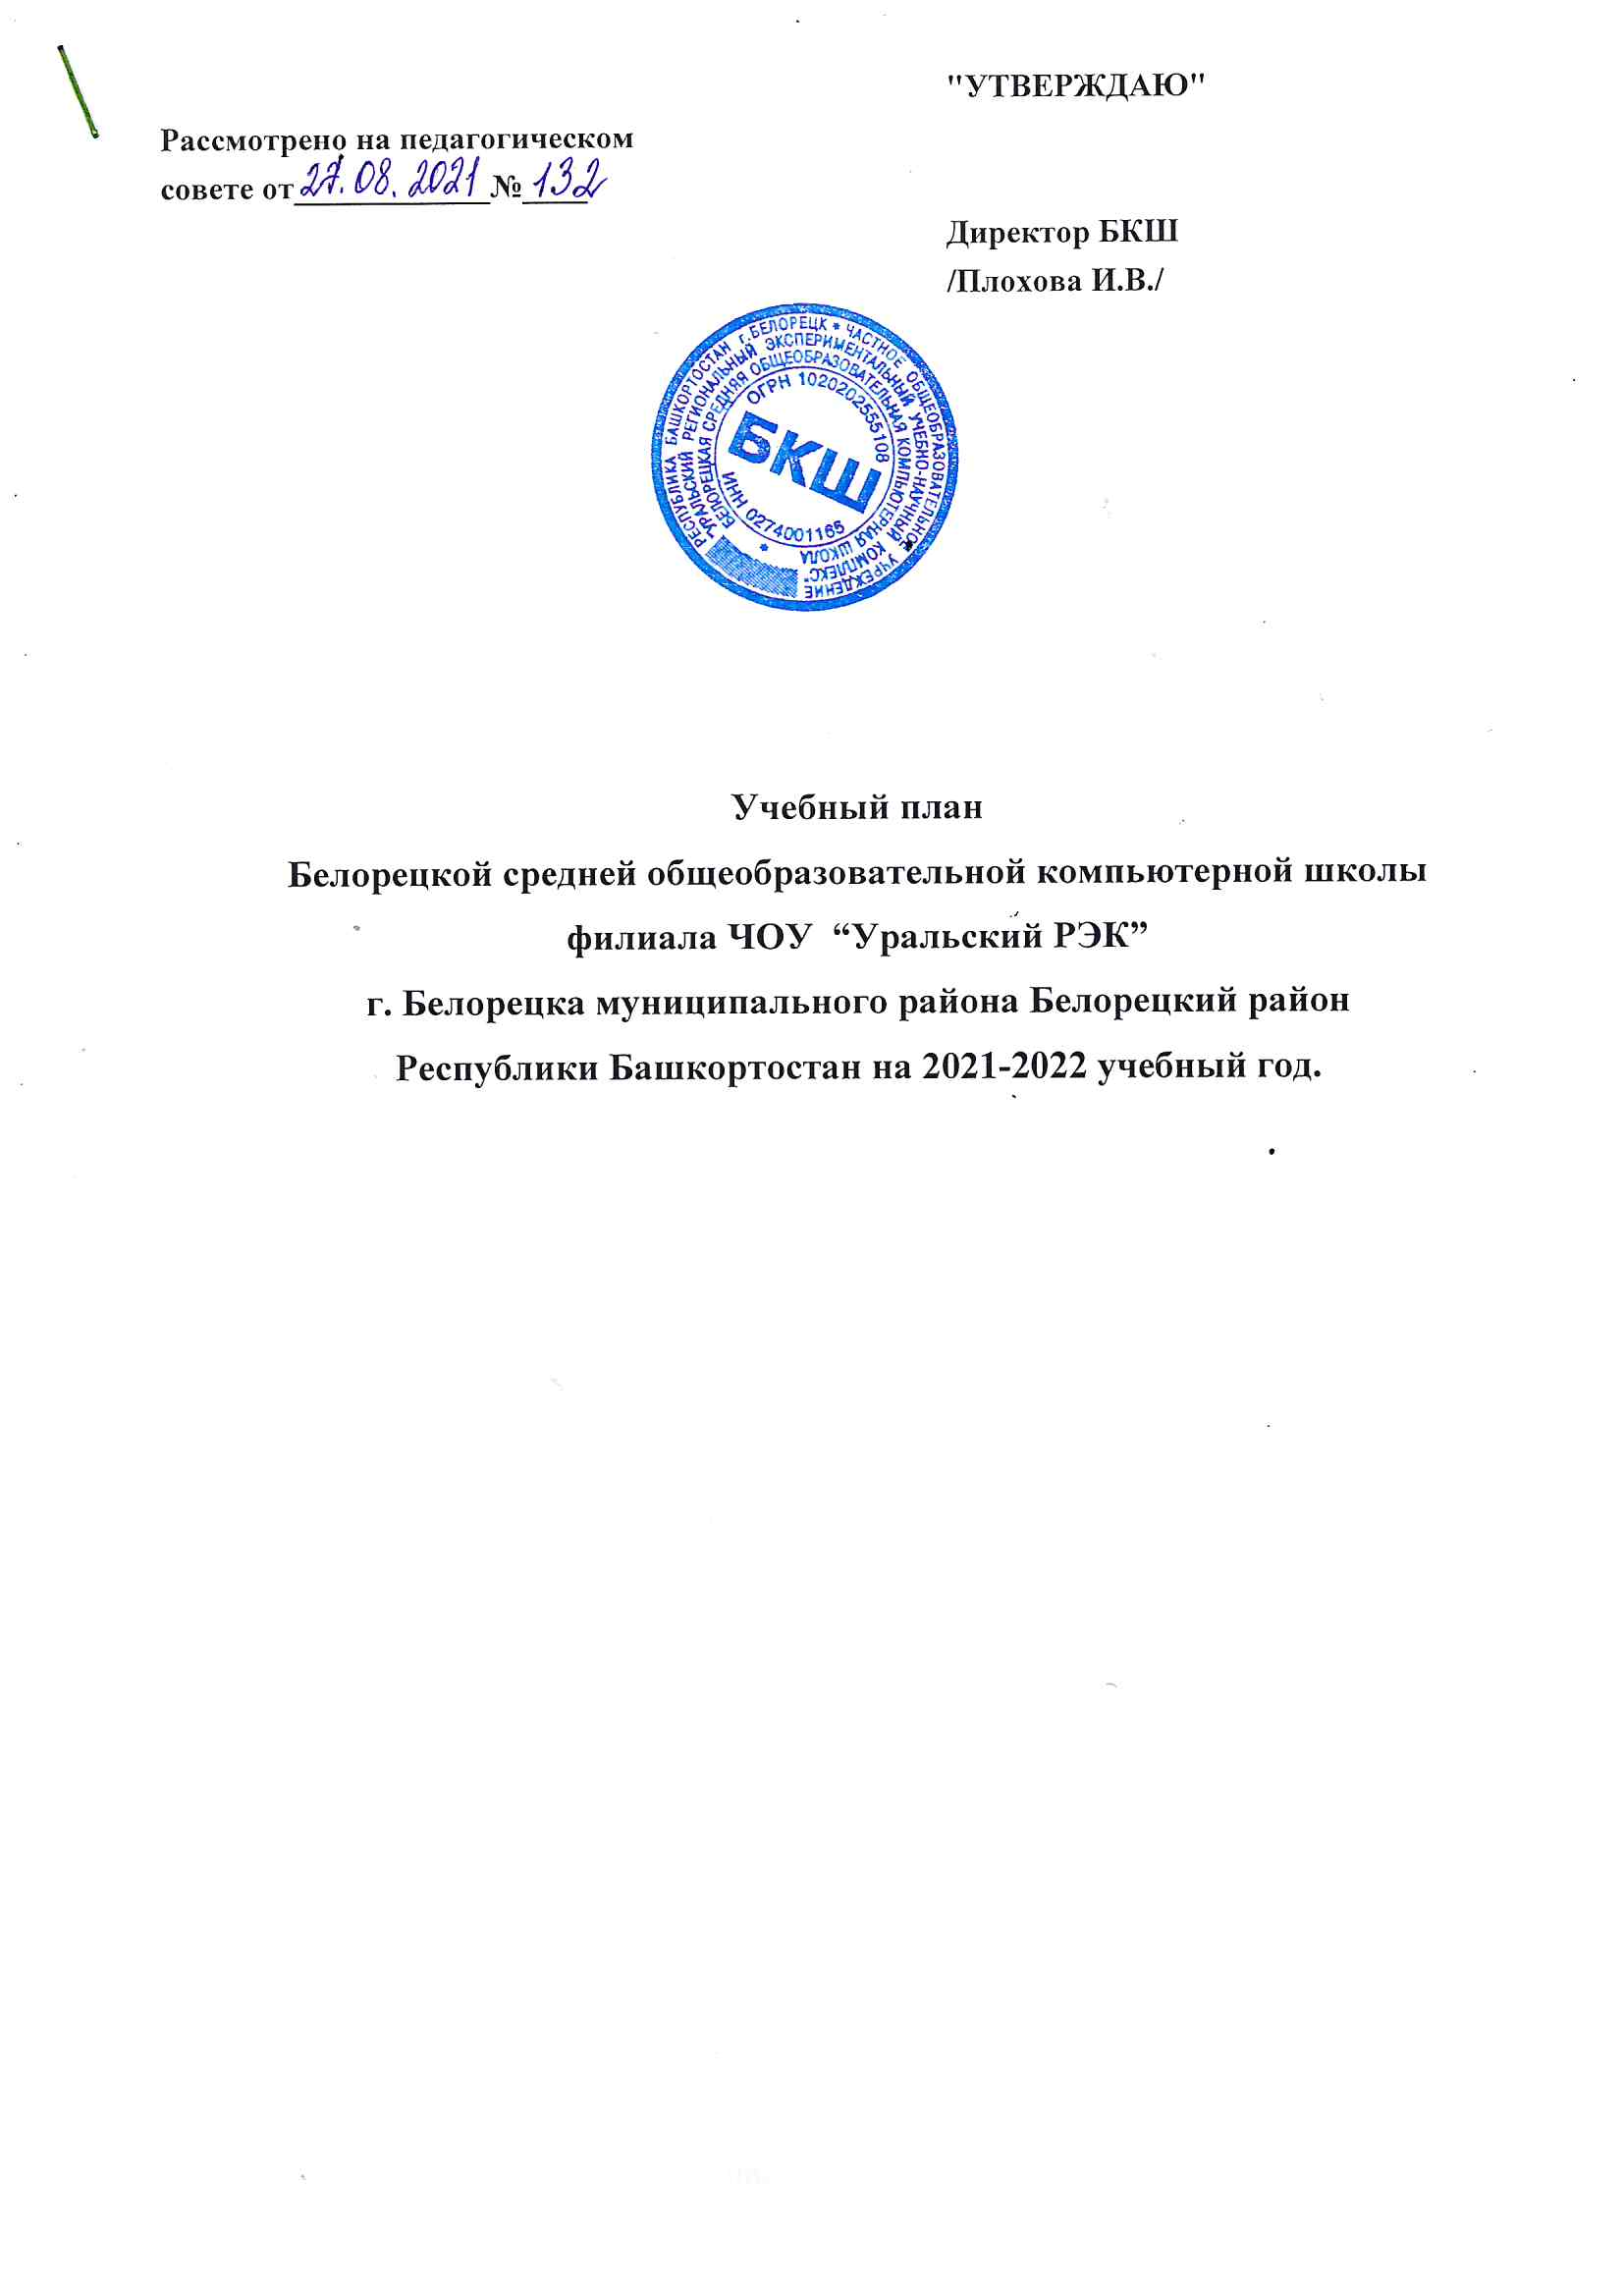 "УТВЕРЖДАЮ"
Рассмотрено на педагогическом
совете от 27.08.2021 № 132
Директор БКШ
/Плохова И.В./
РЕСПУБЛИКА БАШКОРТОСТАН г.БЕЛОРЕЦК * ЧАСТНОЕ ОБЩЕОБРАЗОВАТЕЛЬНОЕ УЧРЕЖДЕНИЕ
"УРАЛЬСКИЙ РЕГИОНАЛЬНЫЙ ЭКСПЕРИМЕНТАЛЬНЫЙ УЧЕБНО-НАУЧНЫЙ КОМПЛЕКС"
БЕЛОРЕЦКАЯ СРЕДНЯЯ ОБЩЕОБРАЗОВАТЕЛЬНАЯ КОМПЬЮТЕРНАЯ ШКОЛА
ОГРН 1020202555108
БКШ
ИНН 0274001165
*
Учебный план
Белорецкой средней общеобразовательной компьютерной школы
филиала ЧОУ “Уральский РЭК”
г. Белорецка муниципального района Белорецкий район
Республики Башкортостан на 2021-2022 учебный год.